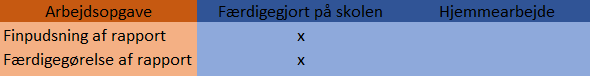 Arbejdsopgave Færdigegjort på skolen Hjemmearbejde
Finpudsning af rapport x
Færdigegørelse af rapport x